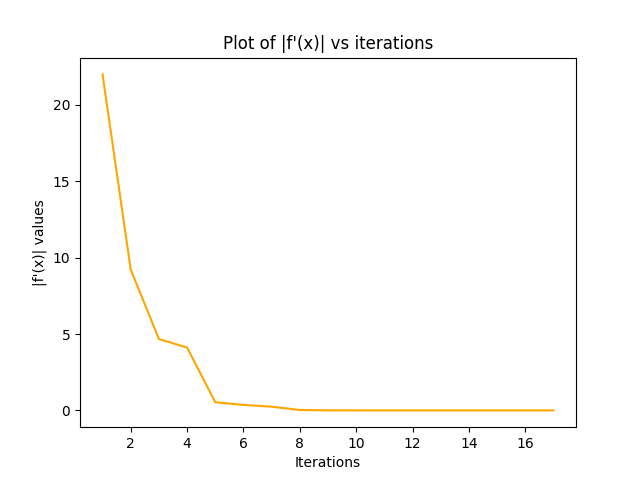 Plot of |f'(x)| vs iterations
20
15
10
5
0
|f'(x)| values
2 4 6 8 10 12 14 16
Iterations